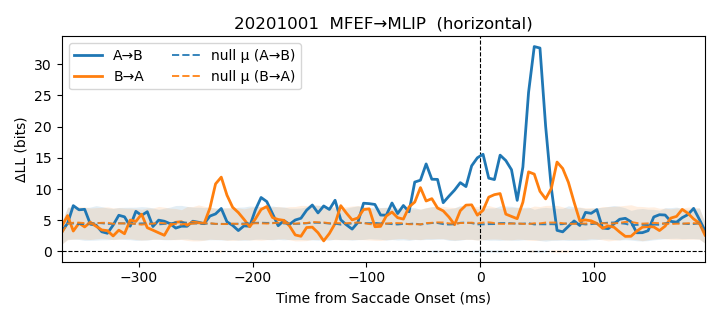 20201001  MFEF→MLIP  (horizontal)
A→B
B→A
null μ (A→B)
null μ (B→A)
ΔLL (bits)
30
25
20
15
10
5
0
−300
−200
−100
0
100
Time from Saccade Onset (ms)